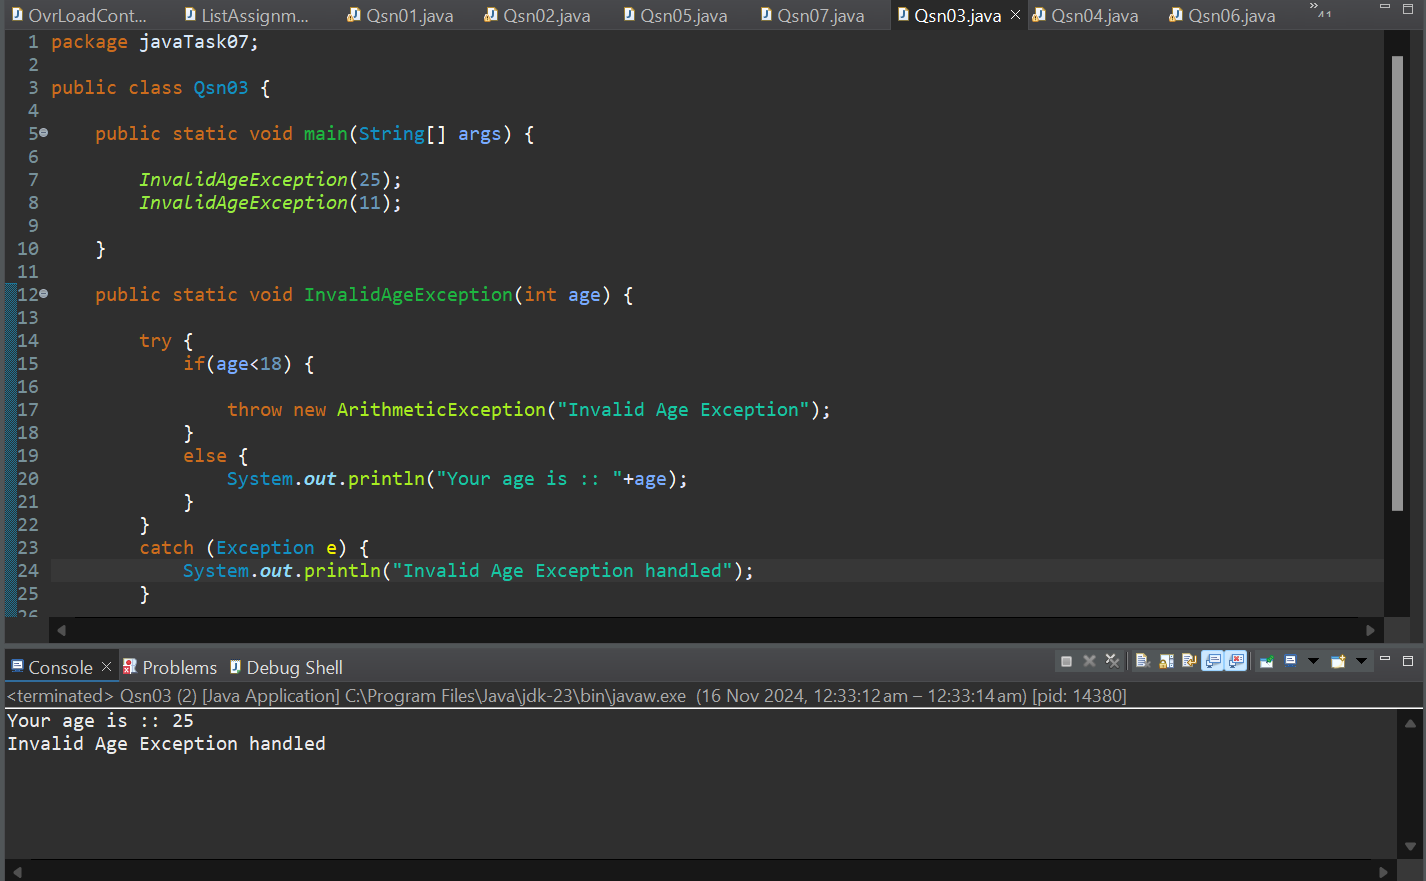 OvrLoadCont... ListAssignm... Qsn01.java Qsn02.java Qsn05.java Qsn07.java Qsn03.java Qsn04.java Qsn06.java »41
1 package javaTask07;
2
3 public class Qsn03 {
4
5 public static void main(String[] args) {
6
7 InvalidAgeException(25);
8 InvalidAgeException(11);
9
10 }
11
12 public static void InvalidAgeException(int age) {
13
14 try {
15 if(age<18) {
16
17 throw new ArithmeticException("Invalid Age Exception");
18 }
19 else {
20 System.out.println("Your age is :: "+age);
21 }
22 }
23 catch (Exception e) {
24 System.out.println("Invalid Age Exception handled");
25 }
26
Console Problems Debug Shell
<terminated> Qsn03 (2) [Java Application] C:\Program Files\Java\jdk-23\bin\javaw.exe (16 Nov 2024, 12:33:12 am – 12:33:14 am) [pid: 14380]
Your age is :: 25
Invalid Age Exception handled